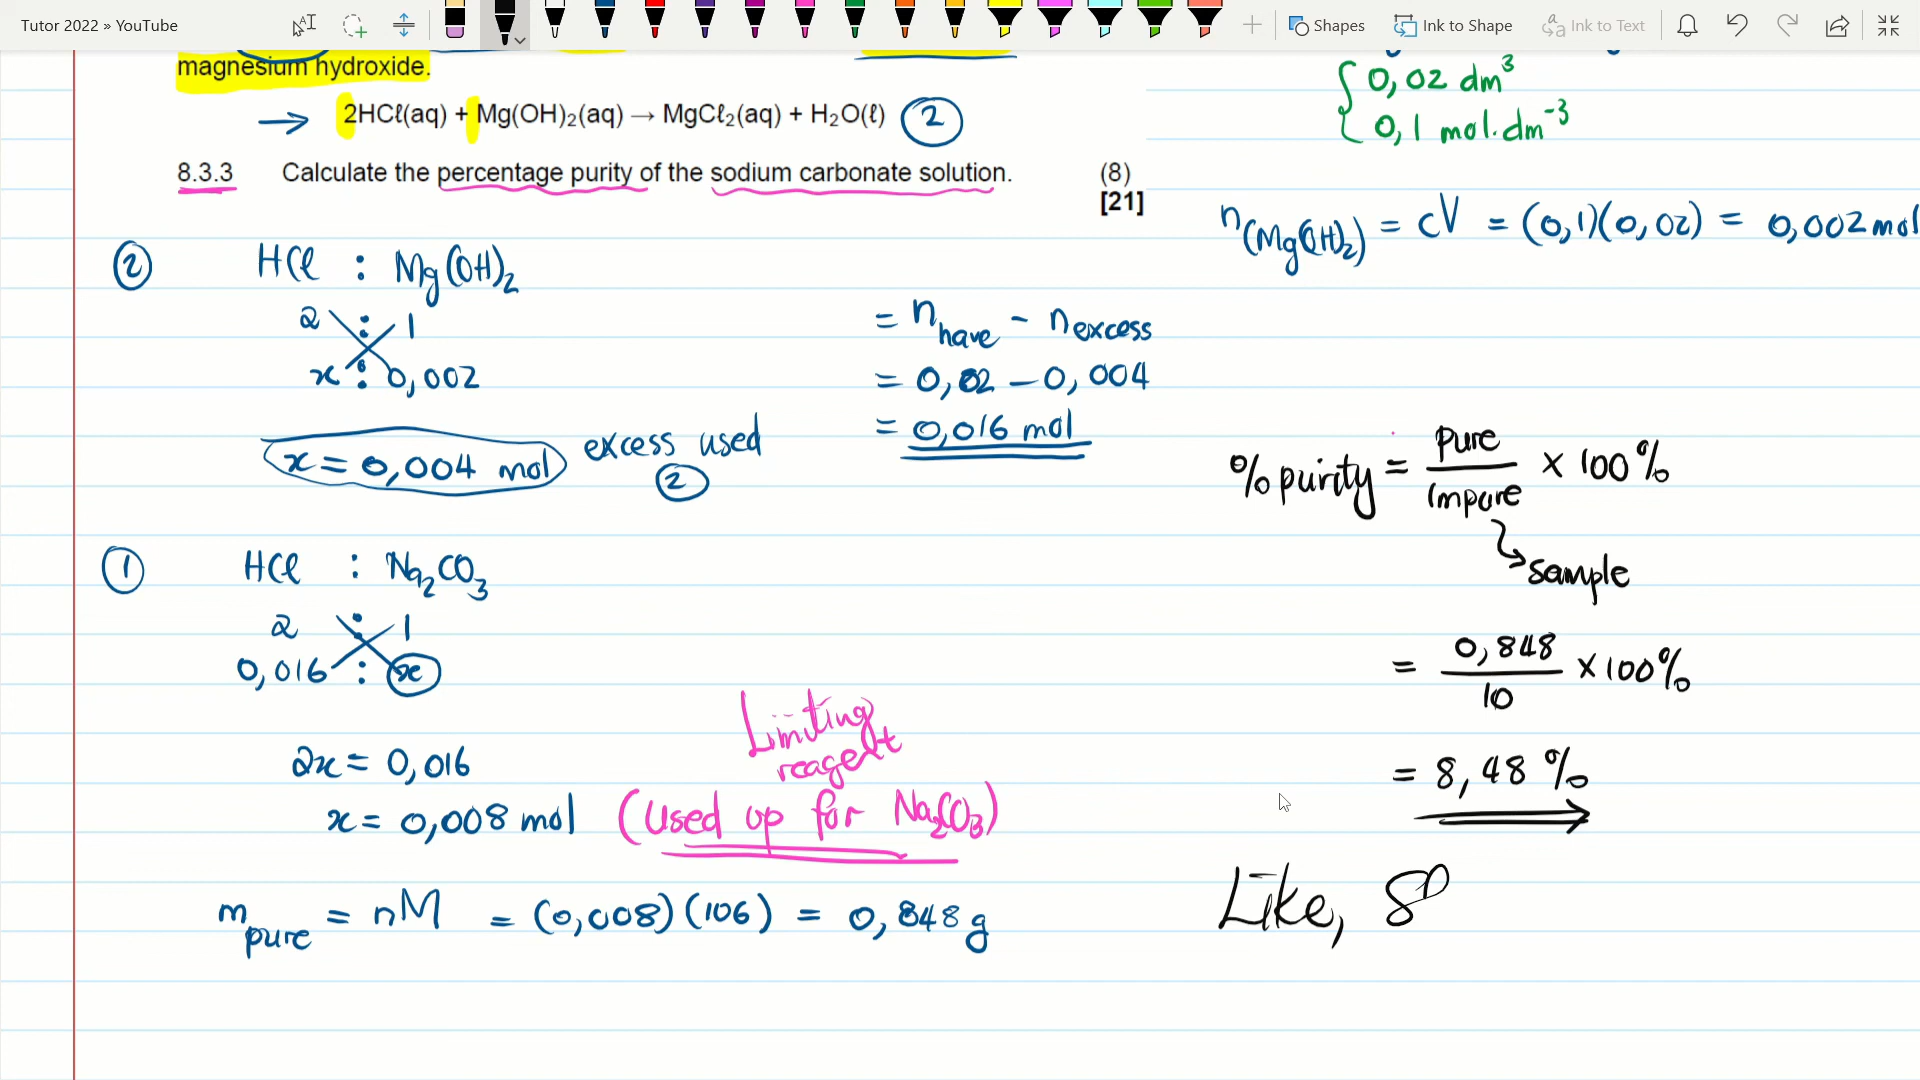 Tutor 2022 » YouTube
Shapes
Ink to Shape
Ink to Text
magnesium hydroxide.
2HCℓ(aq) + Mg(OH)₂(aq) → MgCℓ₂(aq) + H₂O(ℓ) 2
8.3.3 Calculate the percentage purity of the sodium carbonate solution. (8)
[21]
0,02 dm³
0,1 mol.dm⁻³
n(Mg(OH)₂) = cV = (0,1)(0,02) = 0,002 mol
2 HCl : Mg(OH)₂
2 : 1
x : 0,002
x = 0,004 mol excess used
2
= n have - n excess
= 0,02 - 0,004
= 0,016 mol
% purity = pure / impure × 100%
sample
= 0,848 / 10 × 100%
= 8,48 %
1 HCl : Na₂CO₃
2 : 1
0,016 : x
2x = 0,016
x = 0,008 mol
Limiting
reagent
(Used up for Na₂CO₃)
m pure = nM = (0,008)(106) = 0,848 g
Like,